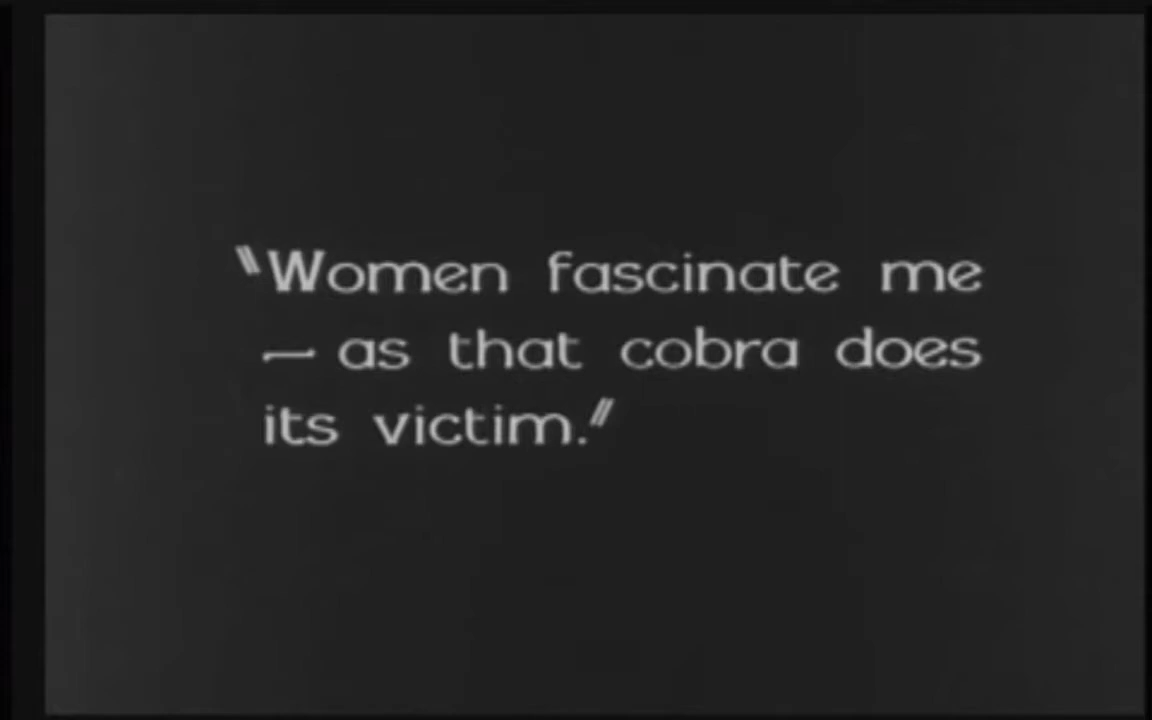 "Women fascinate me
— as that cobra does
its victim."